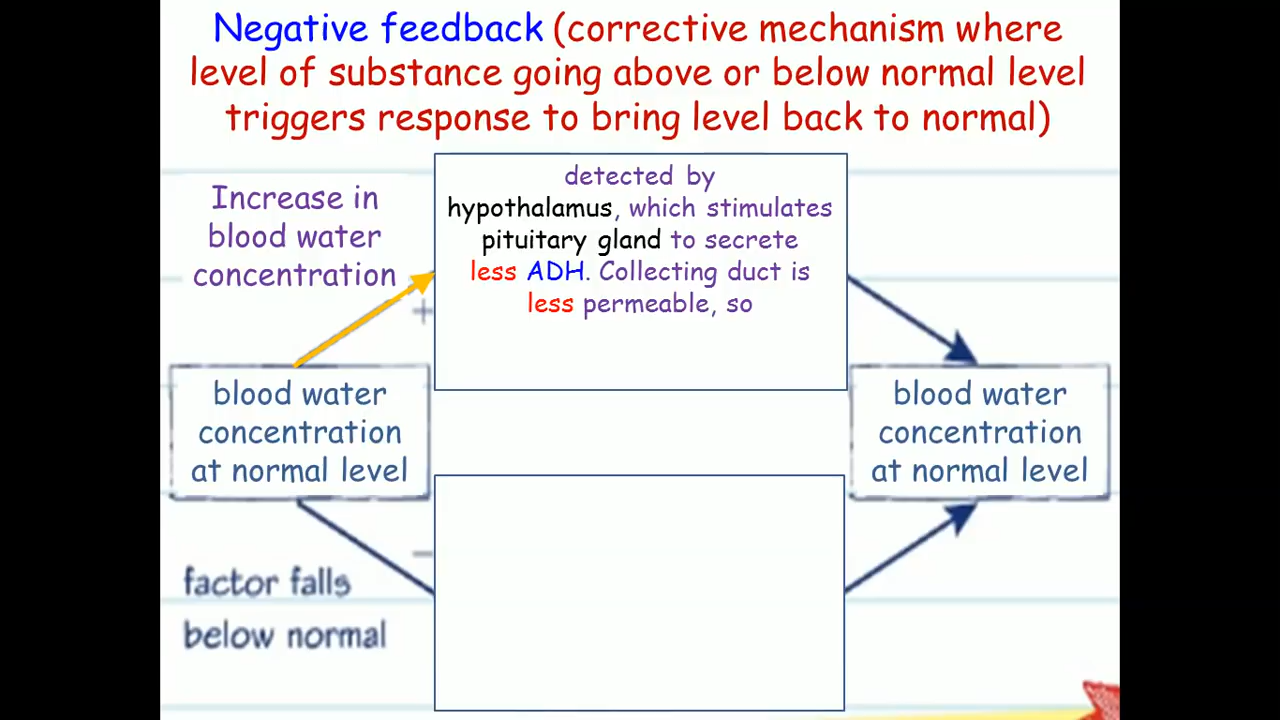 Negative feedback (corrective mechanism where
level of substance going above or below normal level
triggers response to bring level back to normal)
Increase in
blood water
concentration
+
detected by
hypothalamus, which stimulates
pituitary gland to secrete
less ADH. Collecting duct is
less permeable, so
blood water
concentration
at normal level
blood water
concentration
at normal level
–
factor falls
below normal